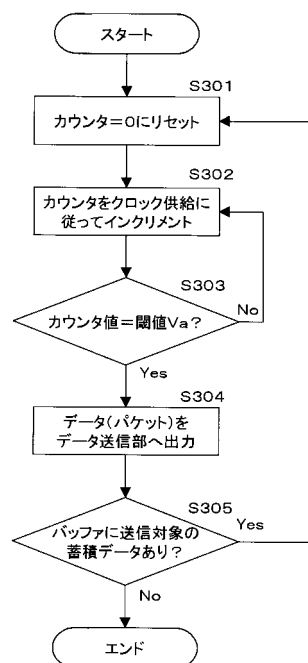 スタート
S301
カウンタ=0にリセット
S302
カウンタをクロック供給に
従ってインクリメント
S303
カウンタ値=閾値Va?
No
Yes
S304
データ(パケット)を
データ送信部へ出力
S305
バッファに送信対象の
蓄積データあり?
Yes
No
エンド